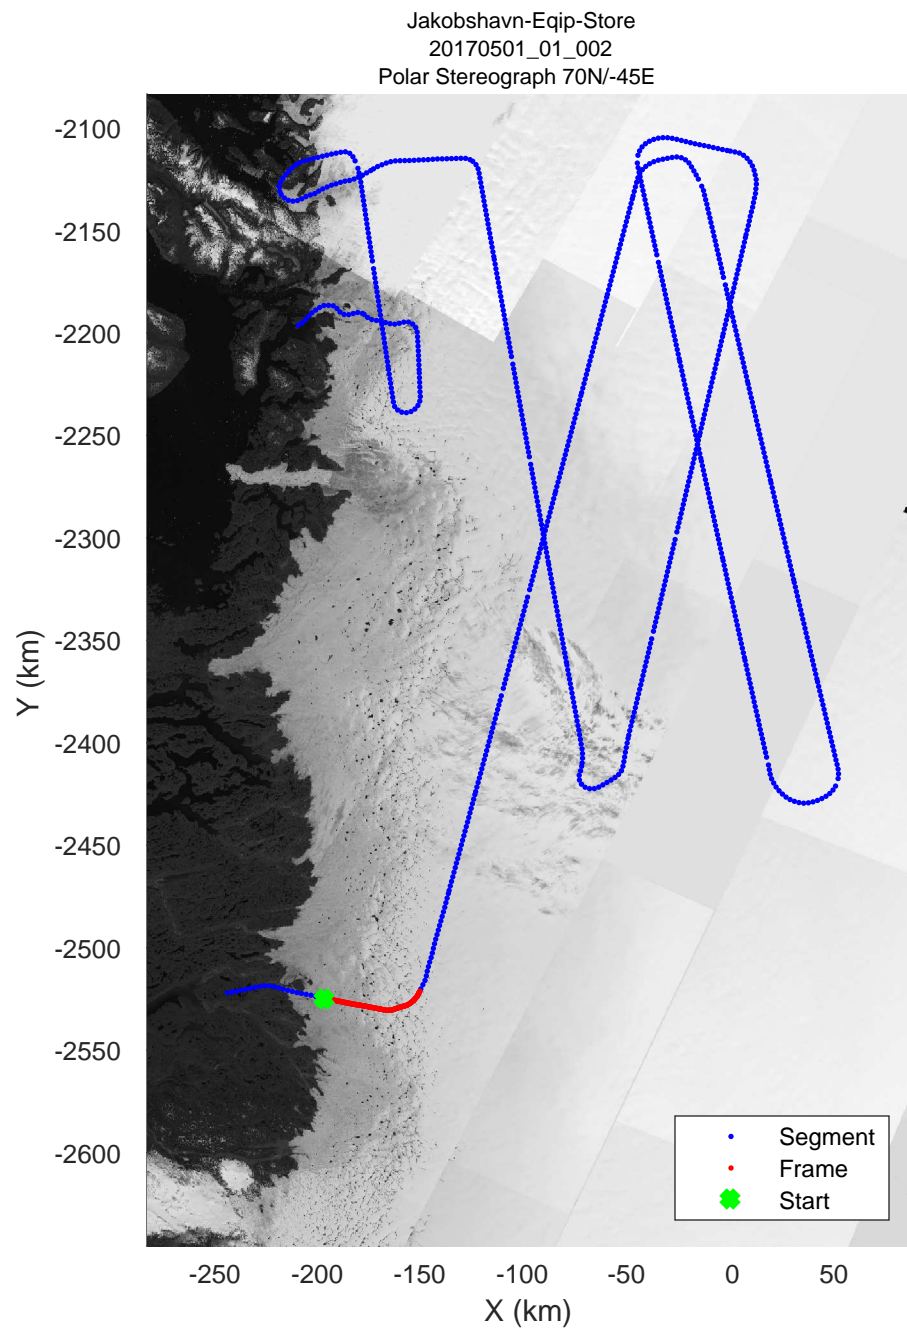 Jakobshavn-Eqip-Store
20170501_01_002
Polar Stereograph 70N/-45E
-2100
-2150
-2200
-2250
-2300
-2350
-2400
-2450
-2500
-2550
-2600
Y (km)
Segment
Frame
Start
-250 -200 -150 -100 -50 0 50
X (km)